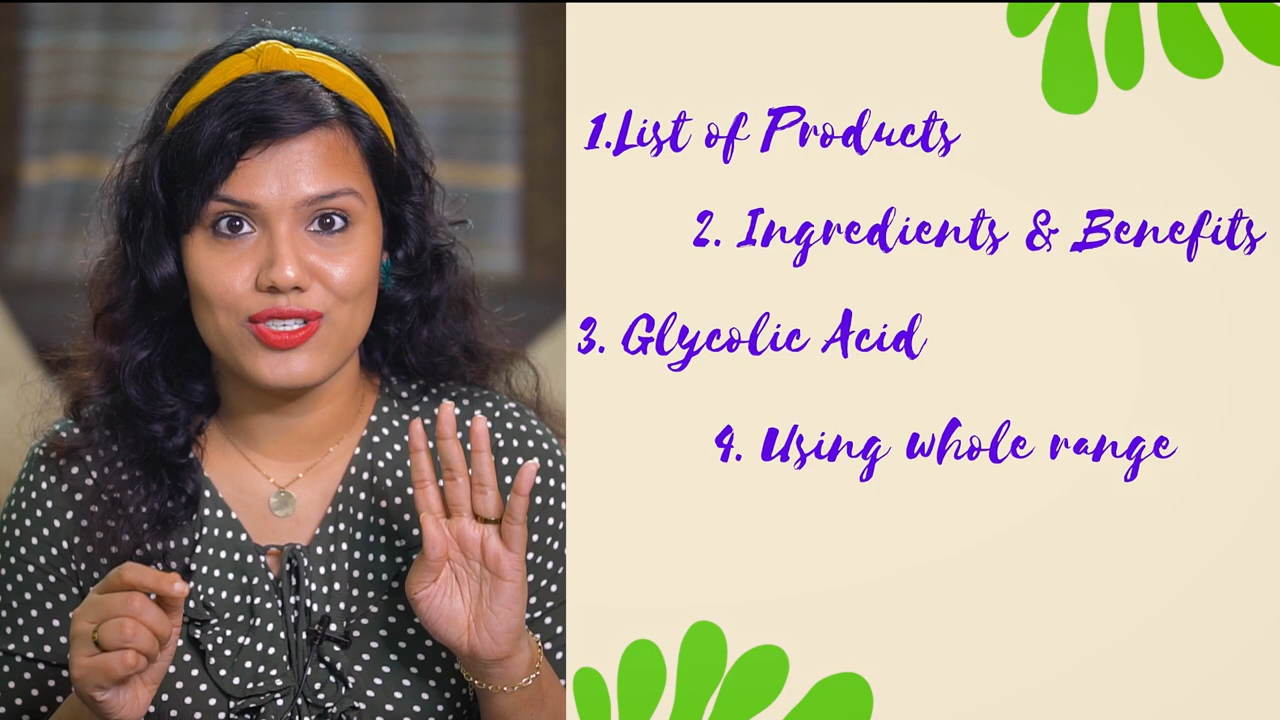 1.List of Products
2. Ingredients & Benefits
3. Glycolic Acid
4. Using whole range